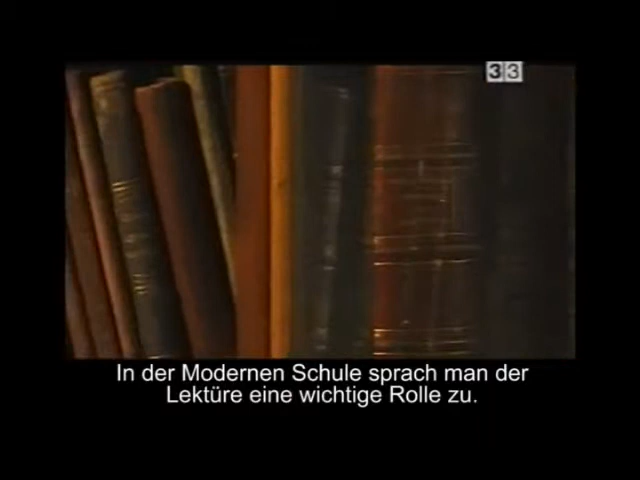 33
In der Modernen Schule sprach man der
Lektüre eine wichtige Rolle zu.